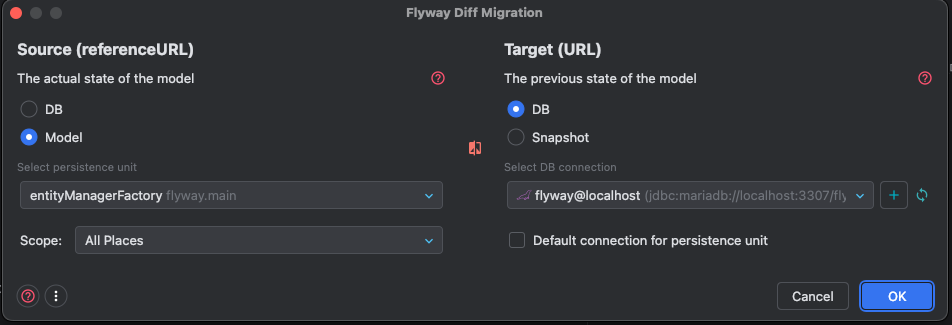 Flyway Diff Migration
Source (referenceURL)
The actual state of the model
DB
Model
Select persistence unit
entityManagerFactory flyway.main
Scope: All Places
Target (URL)
The previous state of the model
DB
Snapshot
Select DB connection
flyway@localhost (jdbc:mariadb://localhost:3307/fly
Default connection for persistence unit
Cancel
OK